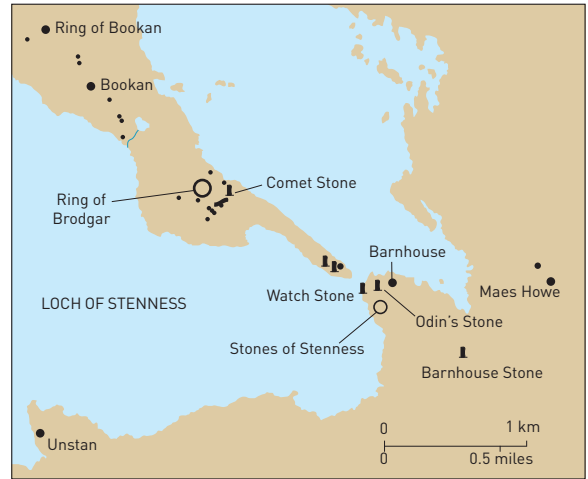 Ring of Bookan
Bookan
Comet Stone
Ring of
Brodgar
Barnhouse
LOCH OF STENNESS
Watch Stone
Maes Howe
Odin's Stone
Stones of Stenness
Barnhouse Stone
Unstan
0 1 km
0 0.5 miles